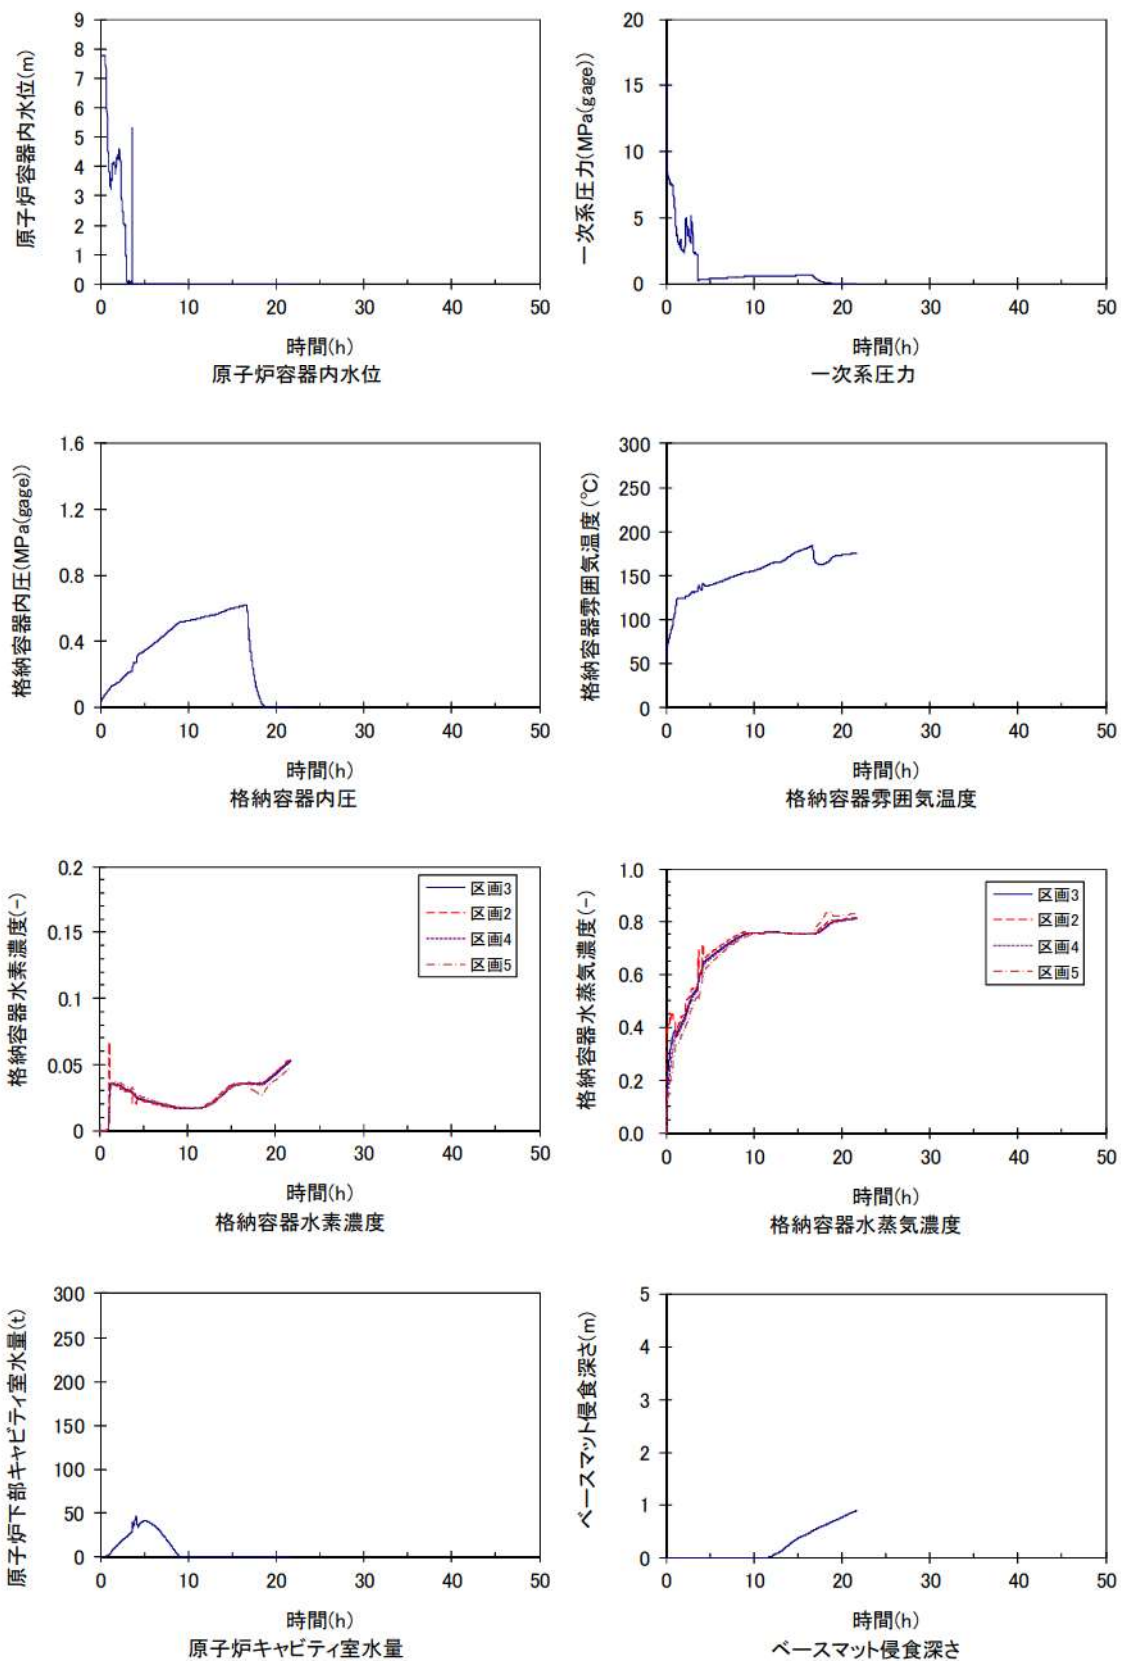 原子炉容器内水位(m)
9
8
7
6
5
4
3
2
1
0
0 10 20 30 40 50
時間(h)
原子炉容器内水位
一次系圧力(MPa(gage))
20
15
10
5
0
0 10 20 30 40 50
時間(h)
一次系圧力
格納容器内圧(MPa(gage))
1.6
1.2
0.8
0.4
0
0 10 20 30 40 50
時間(h)
格納容器内圧
格納容器雰囲気温度(℃)
300
250
200
150
100
50
0
0 10 20 30 40 50
時間(h)
格納容器雰囲気温度
格納容器水素濃度(-)
0.2
0.15
0.1
0.05
0
区画3
区画2
区画4
区画5
0 10 20 30 40 50
時間(h)
格納容器水素濃度
格納容器水蒸気濃度(-)
1.0
0.8
0.6
0.4
0.2
0.0
区画3
区画2
区画4
区画5
0 10 20 30 40 50
時間(h)
格納容器水蒸気濃度
原子炉下部キャビティ室水量(t)
300
250
200
150
100
50
0
0 10 20 30 40 50
時間(h)
原子炉キャビティ室水量
ベースマット侵食深さ(m)
5
4
3
2
1
0
0 10 20 30 40 50
時間(h)
ベースマット侵食深さ